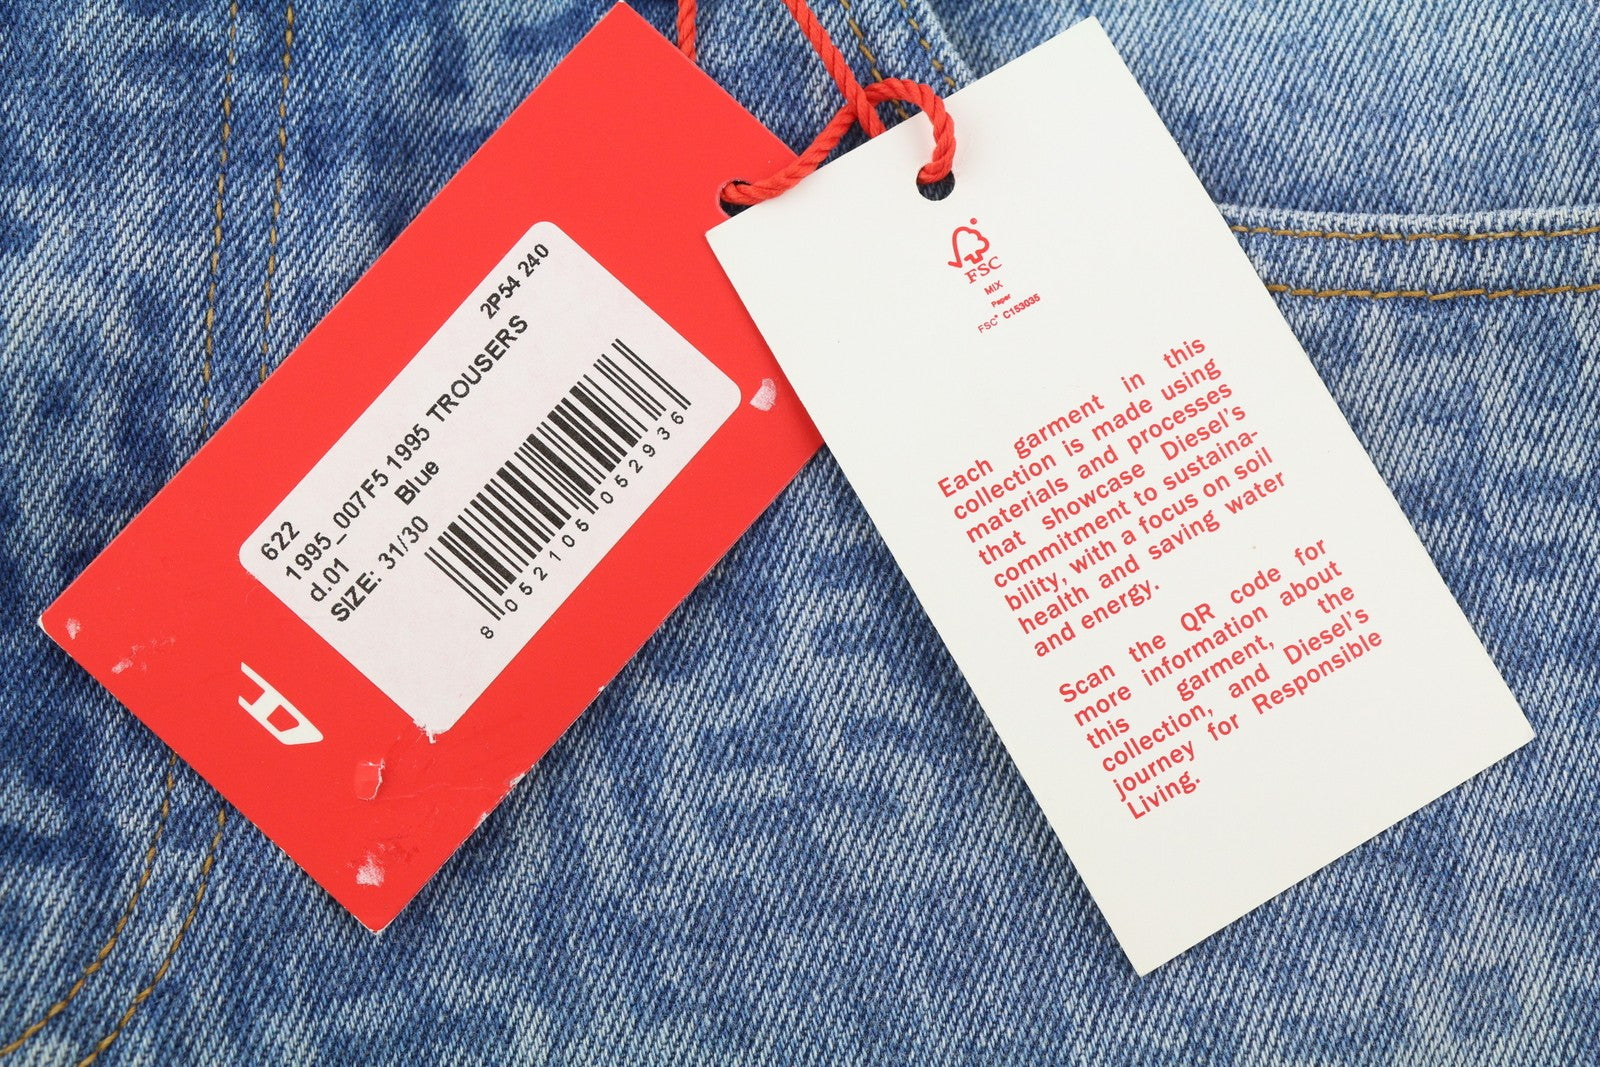 2P54 240
622
1995_007F5 1995 TROUSERS
d.01 Blue
SIZE: 31/30
8 052105 052936
FSC
MIX
Paper
FSC® C153035
Each garment in this
collection is made using
materials and processes
that showcase Diesel's
commitment to sustaina-
bility, with a focus on soil
health and saving water
and energy.
Scan the QR code for
more information about
this garment, the
collection, and Diesel's
journey for Responsible
Living.